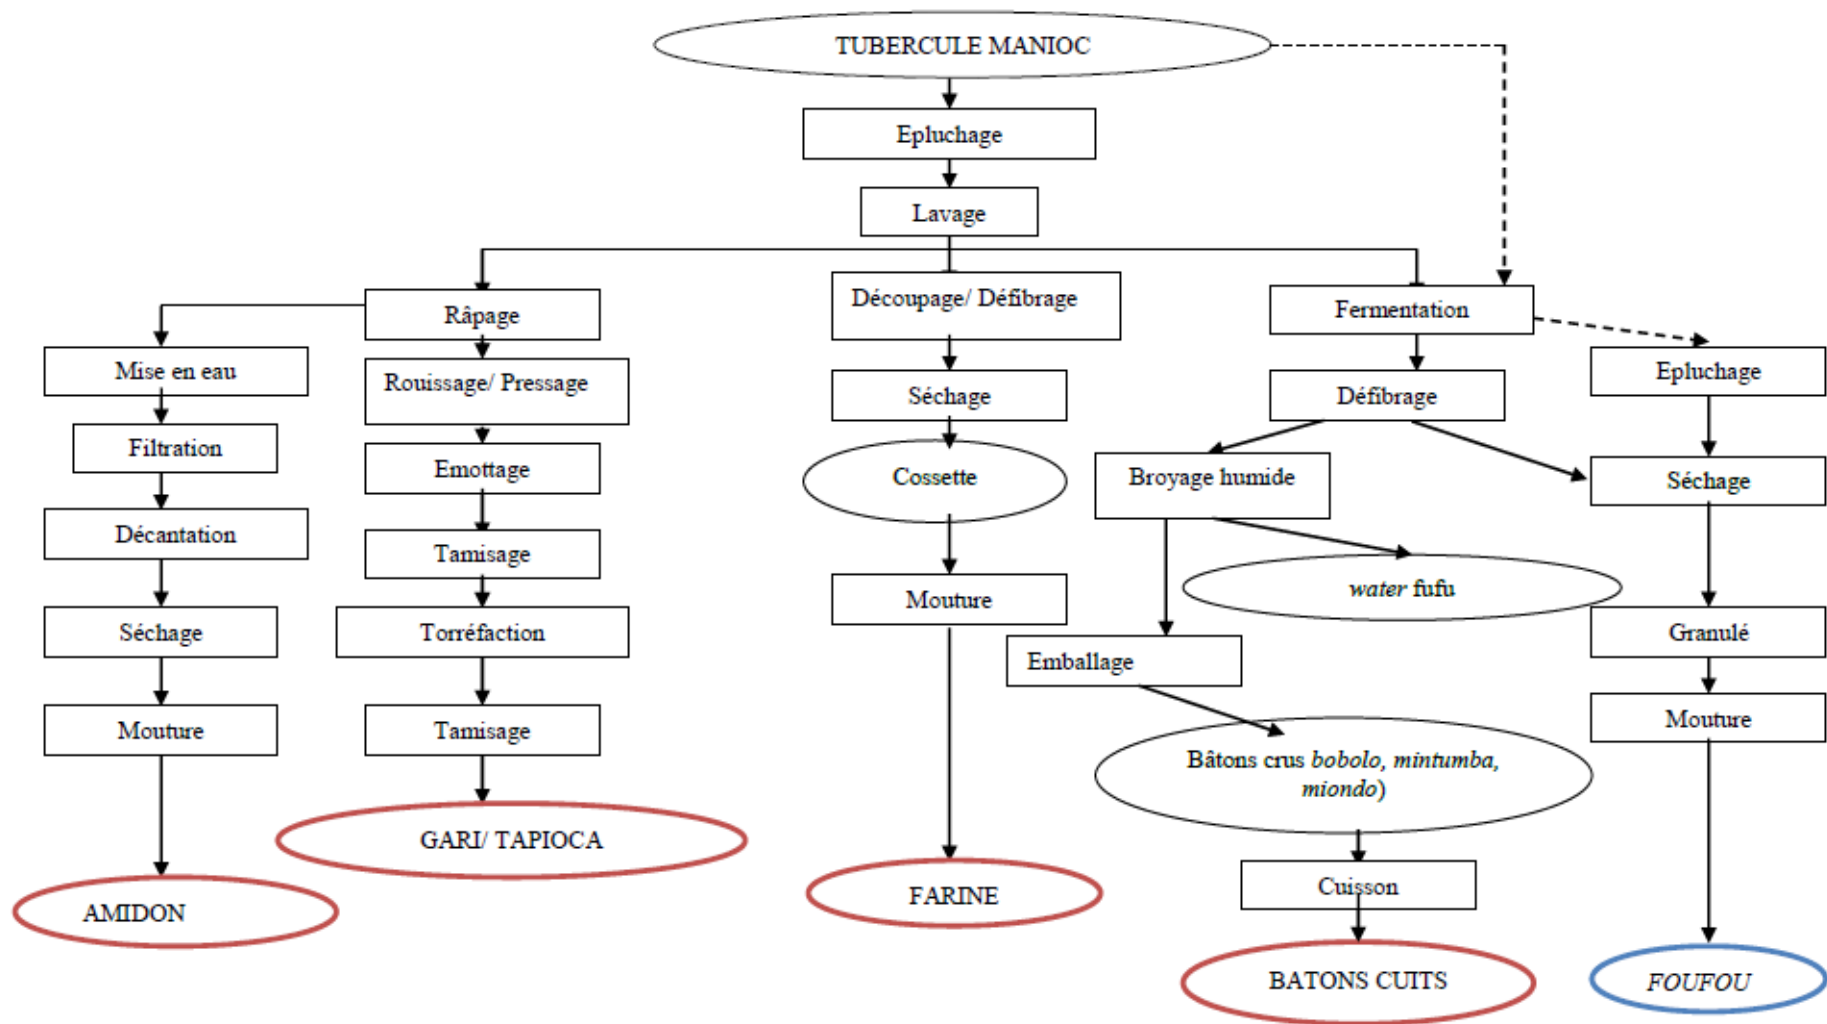 TUBERCULE MANIOC
Epluchage
Lavage
Râpage
Découpage/ Défibrage
Fermentation
Mise en eau
Rouissage/ Pressage
Séchage
Défibrage
Epluchage
Filtration
Emottage
Cossette
Broyage humide
Séchage
Décantation
Tamisage
Mouture
water fufu
Séchage
Torréfaction
Emballage
Granulé
Mouture
Tamisage
Bâtons crus bobolo, mintumba,
miondo)
Mouture
GARI/ TAPIOCA
Cuisson
AMIDON
FARINE
BATONS CUITS
FOUFOU